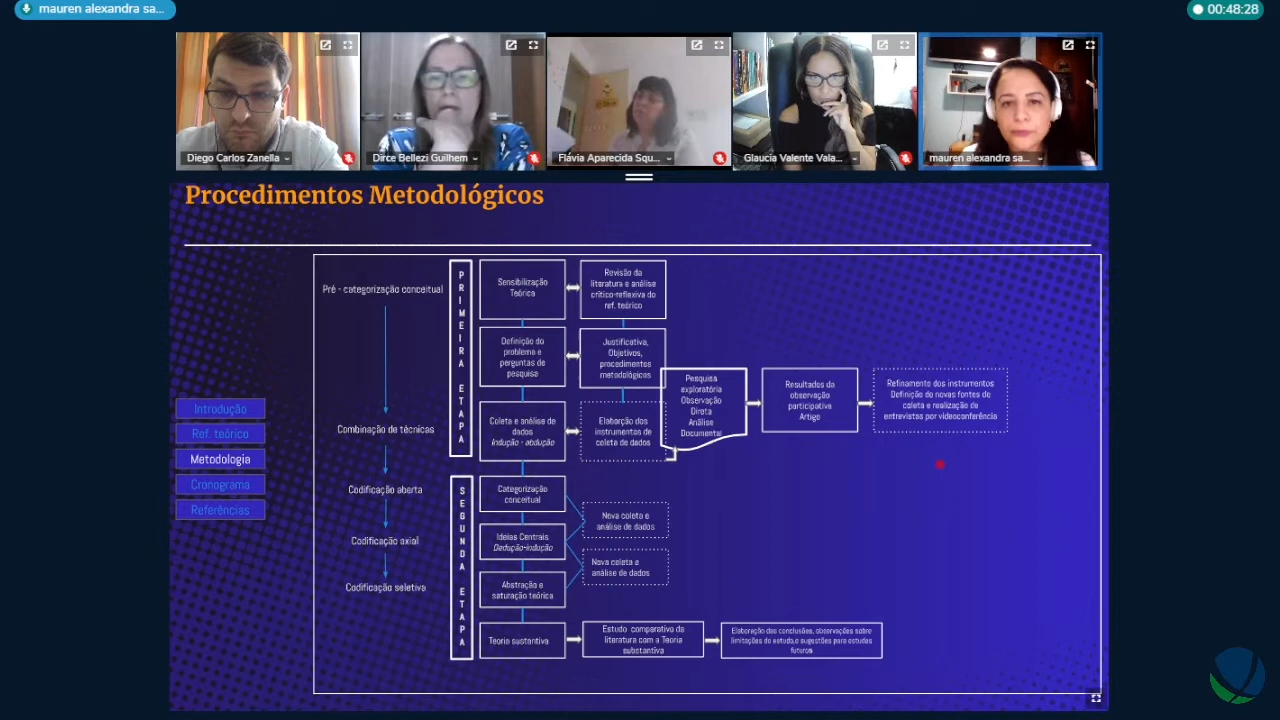 mauren alexandra sa...
00:48:28
Diego Carlos Zanella
Dirce Bellezi Guilhem
Flávia Aparecida Squ...
Glaucia Valente Vala...
mauren alexandra sa...
Procedimentos Metodológicos
Introdução
Ref. teórico
Metodologia
Cronograma
Referências
Pré - categorização conceitual
Combinação de técnicas
Codificação aberta
Codificação axial
Codificação seletiva
PRIMEIRA ETAPA
Sensibilização
Teórica
Revisão da
literatura e análise
crítico-reflexiva do
ref. teórico
Definição do
problema e
perguntas de
pesquisa
Justificativa,
Objetivos,
procedimentos
metodológicos
Coleta e análise de
dados
Indução - abdução
Elaboração dos
instrumentos de
coleta de dados
Pesquisa
exploratória
Observação
Direta
Análise
Documental
Resultados da
observação
participativa
Artigo
Refinamento dos instrumentos
Definição de novas fontes de
coleta e realização de
entrevistas por videoconferência
SEGUNDA ETAPA
Categorização
conceitual
Nova coleta e
análise de dados
Ideias Centrais
Dedução-indução
Nova coleta e
análise de dados
Abstração e
saturação teórica
Teoria sustantiva
Estudo comparativo da
literatura com a Teoria
substantiva
Elaboração das conclusões, observações sobre
limitações do estudo,e sugestões para estudos
futuros